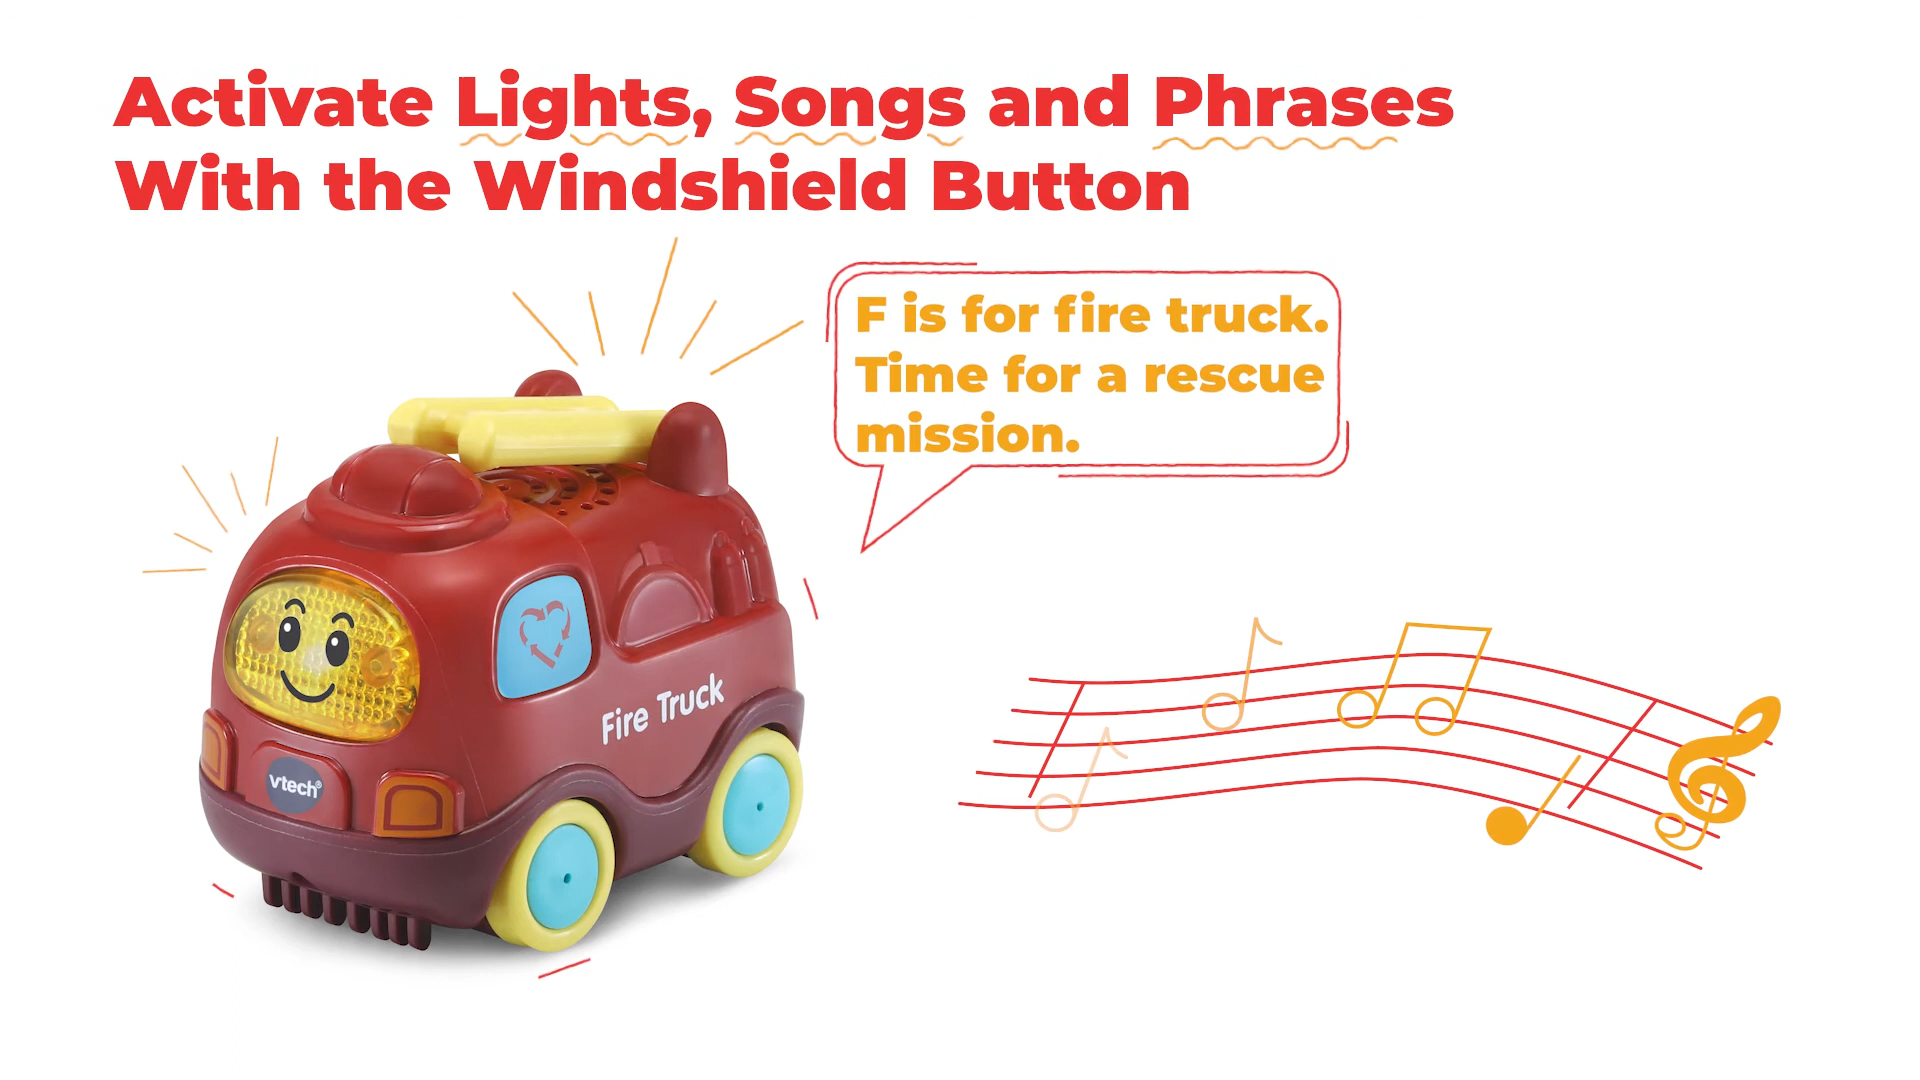 Activate Lights, Songs and Phrases
With the Windshield Button
F is for fire truck.
Time for a rescue
mission.
Fire Truck
vtech®